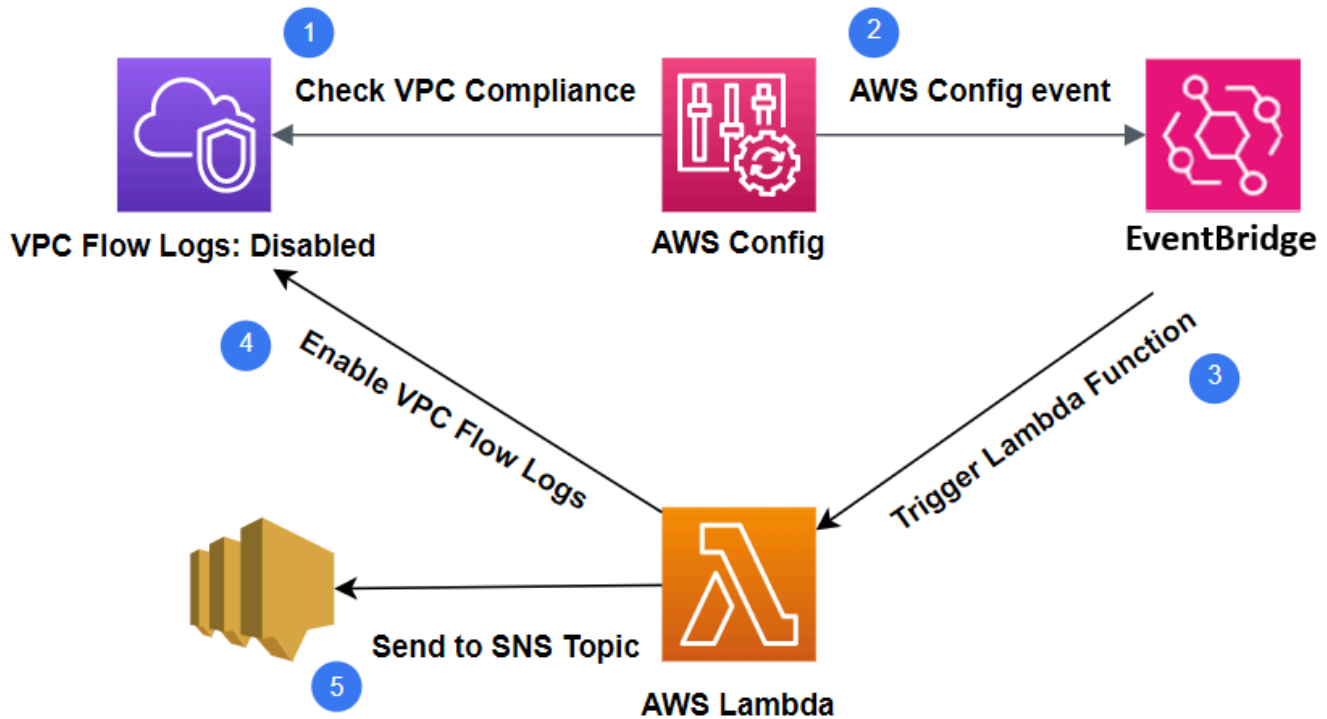 1
2
Check VPC Compliance
AWS Config event
VPC Flow Logs: Disabled
AWS Config
EventBridge
4
Enable VPC Flow Logs
Trigger Lambda Function
3
Send to SNS Topic
5
AWS Lambda